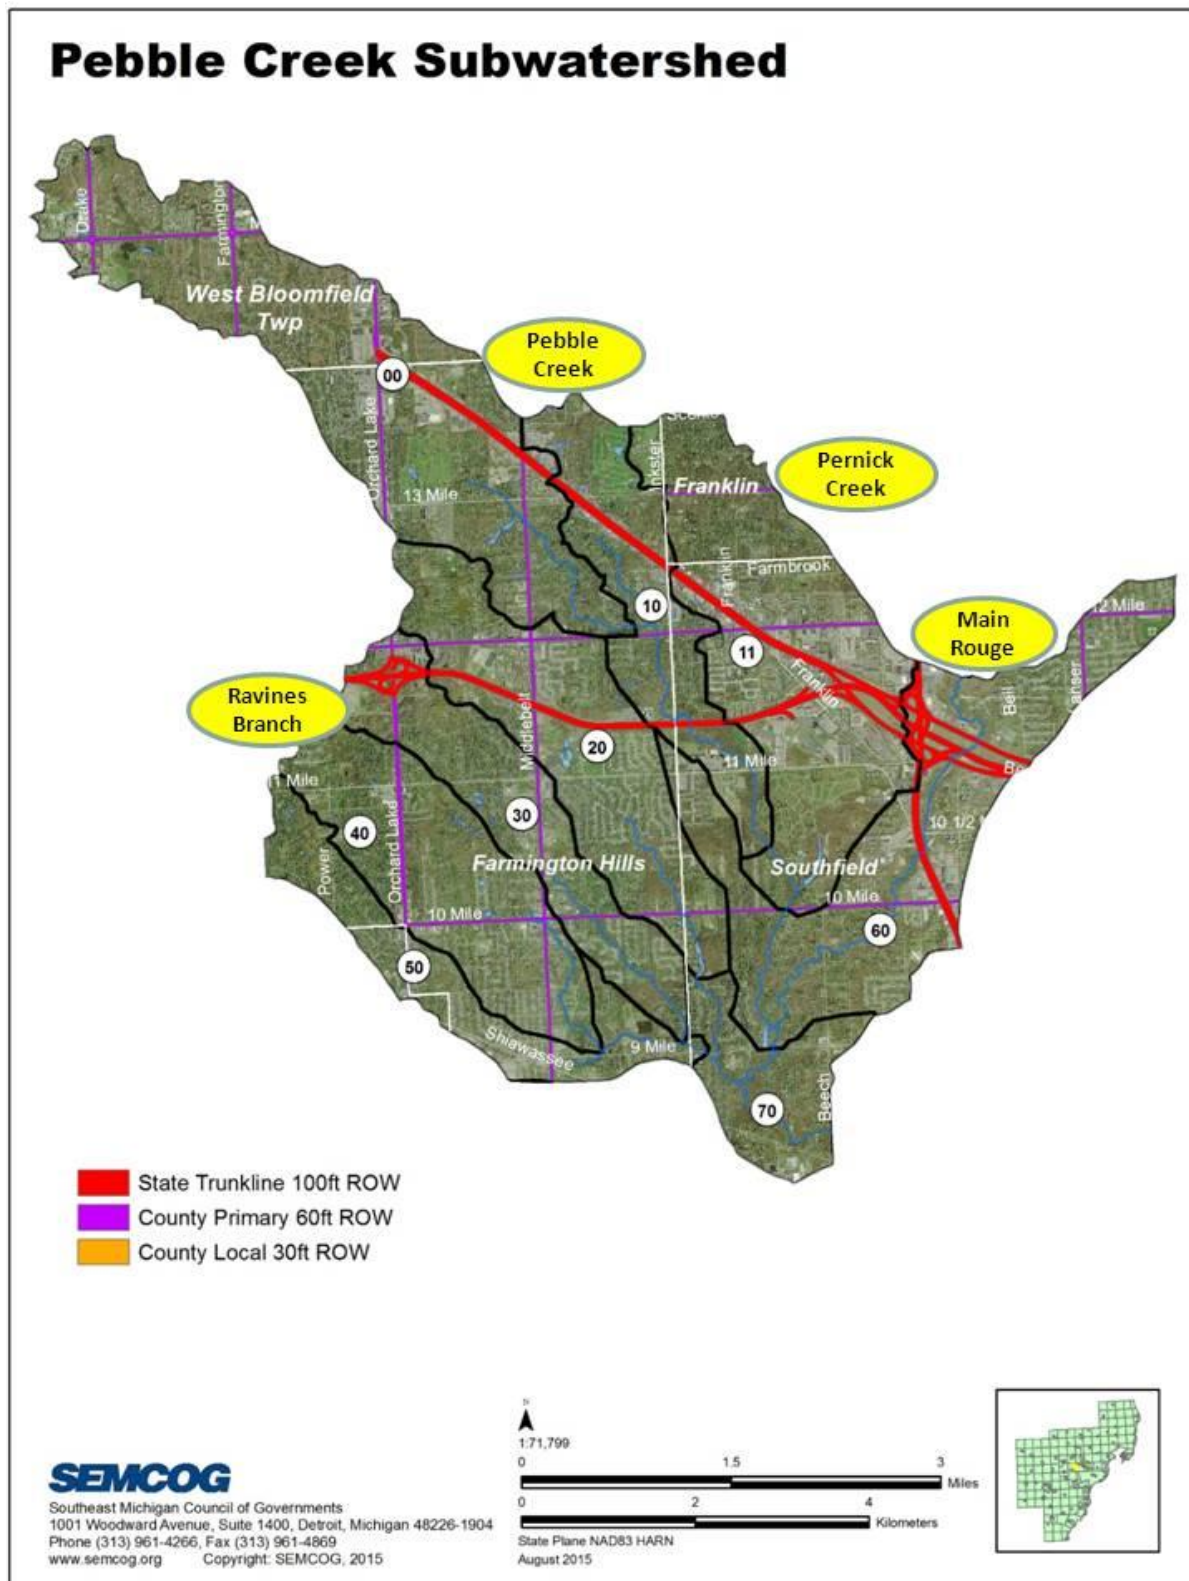 Pebble Creek Subwatershed
Drake
Farmington
West Bloomfield
Twp
Pebble
Creek
00
Orchard Lake
13 Mile
Inkster
Franklin
Pernick
Creek
Franklin
Farmbrook
10
11
Main
Rouge
12 Mile
Ravines
Branch
Middlebelt
20
Franklin
11 Mile
Bell
40
30
Orchard Lake
Power
Farmington Hills
Southfield
10 1/2
10 Mile
10 Mile
60
50
Shiawassee
9 Mile
70
Beech
State Trunkline 100ft ROW
County Primary 60ft ROW
County Local 30ft ROW
1:71,799
0 1.5 3
Miles
0 2 4
Kilometers
State Plane NAD83 HARN
August 2015
SEMCOG
Southeast Michigan Council of Governments
1001 Woodward Avenue, Suite 1400, Detroit, Michigan 48226-1904
Phone (313) 961-4266, Fax (313) 961-4869
www.semcog.org Copyright: SEMCOG, 2015